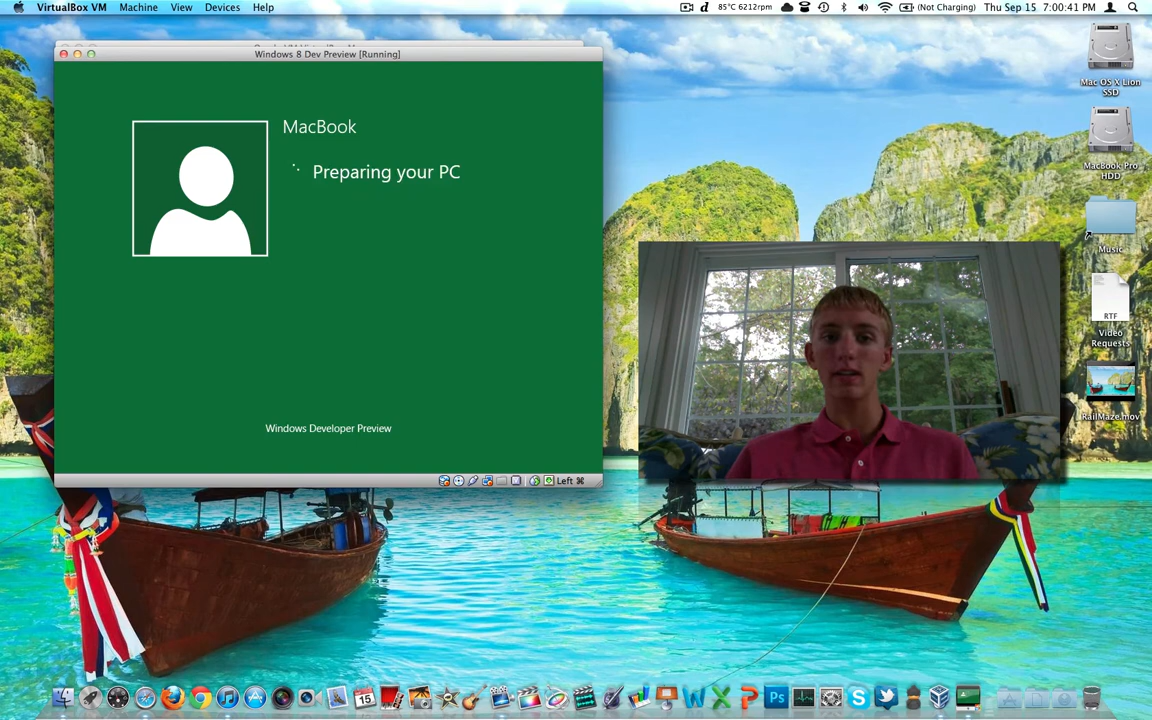 VirtualBox VM Machine View Devices Help
85°C 6212rpm (Not Charging) Thu Sep 15 7:00:41 PM
Windows 8 Dev Preview [Running]
MacBook
Preparing your PC
Windows Developer Preview
Left ⌘
Mac OS X Lion
SSD
MacBook Pro
HDD
Music
RTF
Video
Requests
RailMaze.mov
15